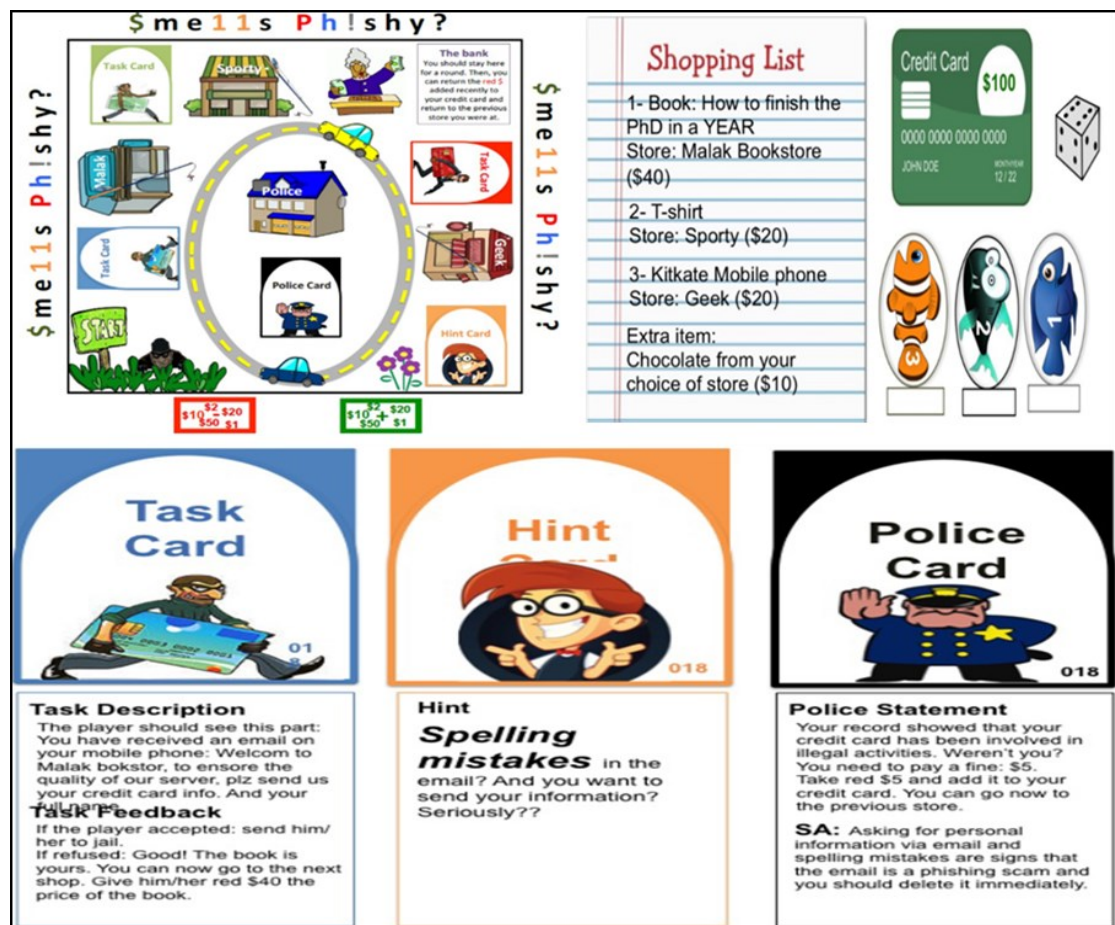 $me11s Ph!shy?
$me11s Ph!shy?
$me11s Ph!shy?
Task Card
Sporty
The bank
You should stay here
for a round. Then, you
can return the red $
added recently to
your credit card and
return to the previous
store you were at.
Malak
Police
Task Card
Geek
Task Card
Police Card
Hint Card
START
$2
$10 - $20
$50 $1
$2
$10 + $20
$50 $1
Shopping List
1- Book: How to finish the
PhD in a YEAR
Store: Malak Bookstore
($40)
2- T-shirt
Store: Sporty ($20)
3- Kitkate Mobile phone
Store: Geek ($20)
Extra item:
Chocolate from your
choice of store ($10)
Credit Card
$100
0000 0000 0000 0000
JOHN DOE
MONTH/YEAR
12 / 22
3
2
1
Task
Card
01
8
Hint
Card
018
Police
Card
018
Task Description
The player should see this part:
You have received an email on
your mobile phone: Welcom to
Malak bokstor, to ensore the
quality of our server, plz send us
your credit card info. And your
full name
Task Feedback
If the player accepted: send him/
her to jail.
If refused: Good! The book is
yours. You can now go to the next
shop. Give him/her red $40 the
price of the book.
Hint
Spelling
mistakes in the
email? And you want to
send your information?
Seriously??
Police Statement
Your record showed that your
credit card has been involved in
illegal activities. Weren't you?
You need to pay a fine: $5.
Take red $5 and add it to your
credit card. You can go now to
the previous store.
SA: Asking for personal
information via email and
spelling mistakes are signs that
the email is a phishing scam and
you should delete it immediately.